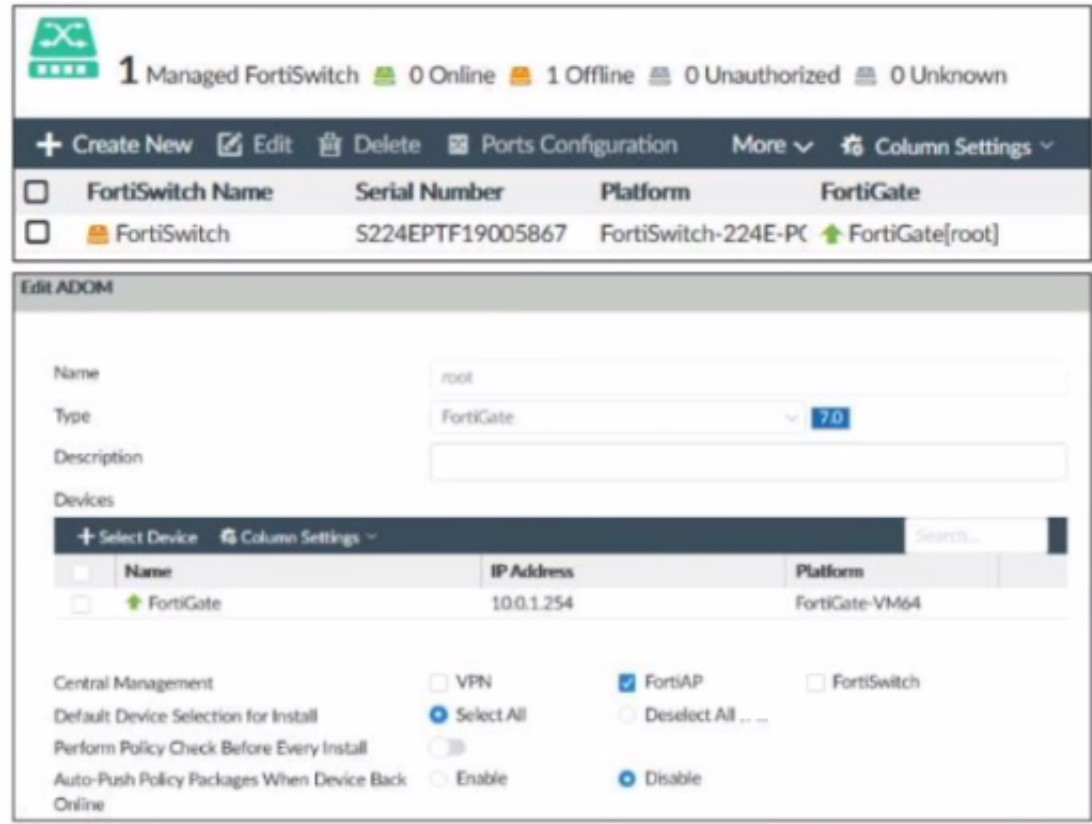 1 Managed FortiSwitch 0 Online 1 Offline 0 Unauthorized 0 Unknown
+ Create New Edit Delete Ports Configuration More Column Settings
FortiSwitch Name Serial Number Platform FortiGate
FortiSwitch S224EPTF19005867 FortiSwitch-224E-PC FortiGate[root]
Edit ADOM
Name root
Type FortiGate 7.0
Description
Devices
+ Select Device Column Settings Search...
Name IP Address Platform
FortiGate 10.0.1.254 FortiGate-VM64
Central Management VPN FortiAP FortiSwitch
Default Device Selection for Install Select All Deselect All
Perform Policy Check Before Every Install
Auto-Push Policy Packages When Device Back Enable Disable
Online